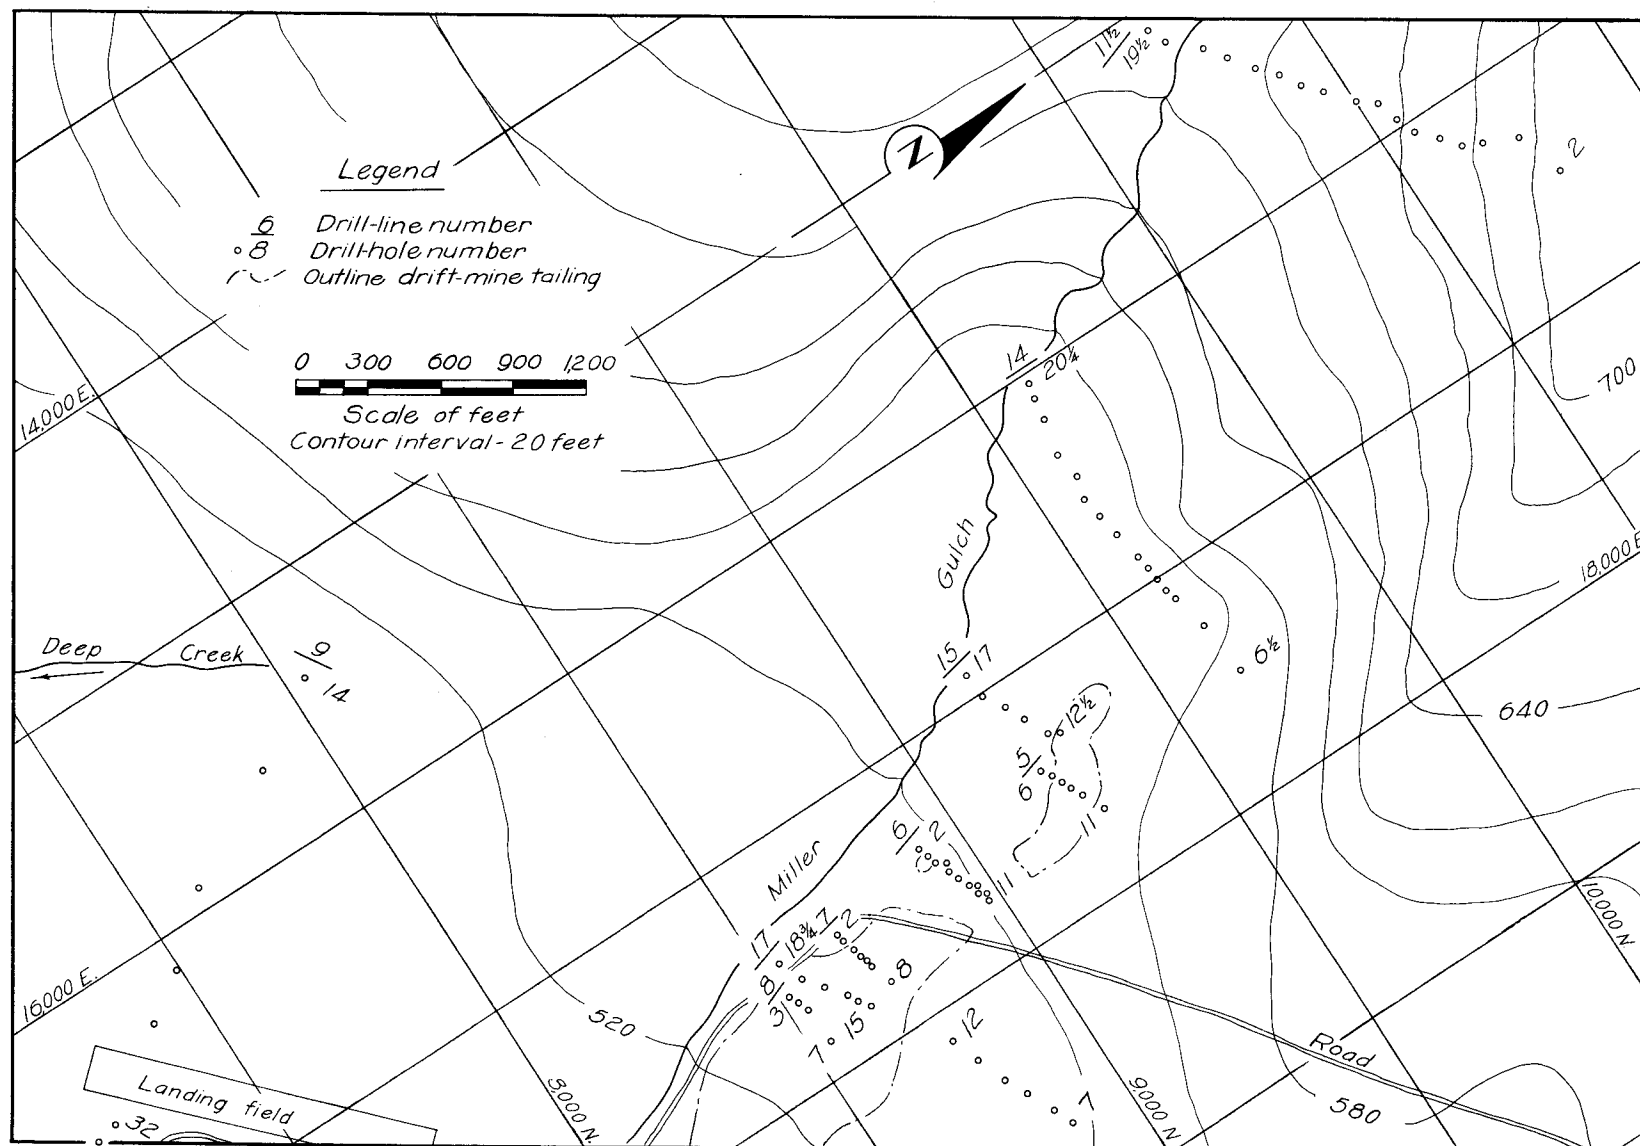 11½
19½
N
2
Legend
6 Drill-line number
8 Drill-hole number
Outline drift-mine tailing
0 300 600 900 1,200
Scale of feet
Contour interval - 20 feet
14
20¼
700
14,000 E.
Gulch
18,000 E
Deep Creek
9
14
15
17
6½
640
12½
5
6
11
6
2
11
Miller
10,000 N.
17
18¾
7
2
8
8
3
15
7
16,000 E.
520
12
Road
Landing field
32
8,000 N.
9,000 N.
7
580